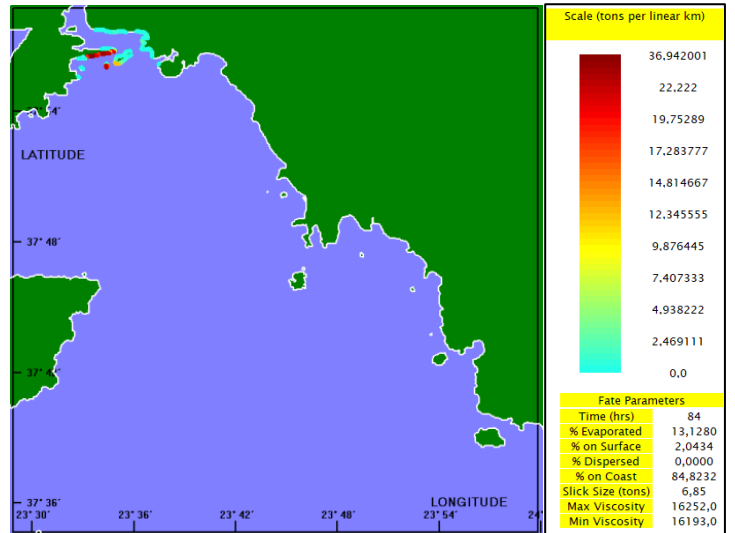 Scale (tons per linear km)
36,942001
22,222
19,75289
17,283777
14,814667
12,345555
9,876445
7,407333
4,938222
2,469111
0,0
37° 54′
LATITUDE
37° 48′
37° 42′
37° 36′
LONGITUDE
23° 30′ 23° 36′ 23° 42′ 23° 48′ 23° 54′ 24°
Fate Parameters
Time (hrs) 84
% Evaporated 13,1280
% on Surface 2,0434
% Dispersed 0,0000
% on Coast 84,8232
Slick Size (tons) 6,85
Max Viscosity 16252,0
Min Viscosity 16193,0